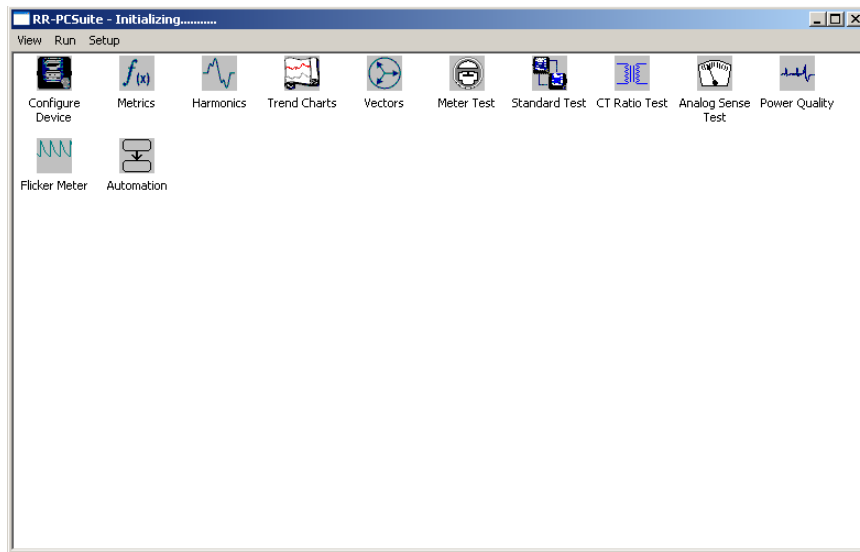 RR-PCSuite - Initializing...........
View Run Setup
f(x)
Configure Metrics Harmonics Trend Charts Vectors Meter Test Standard Test CT Ratio Test Analog Sense Power Quality
Device Test
Flicker Meter Automation